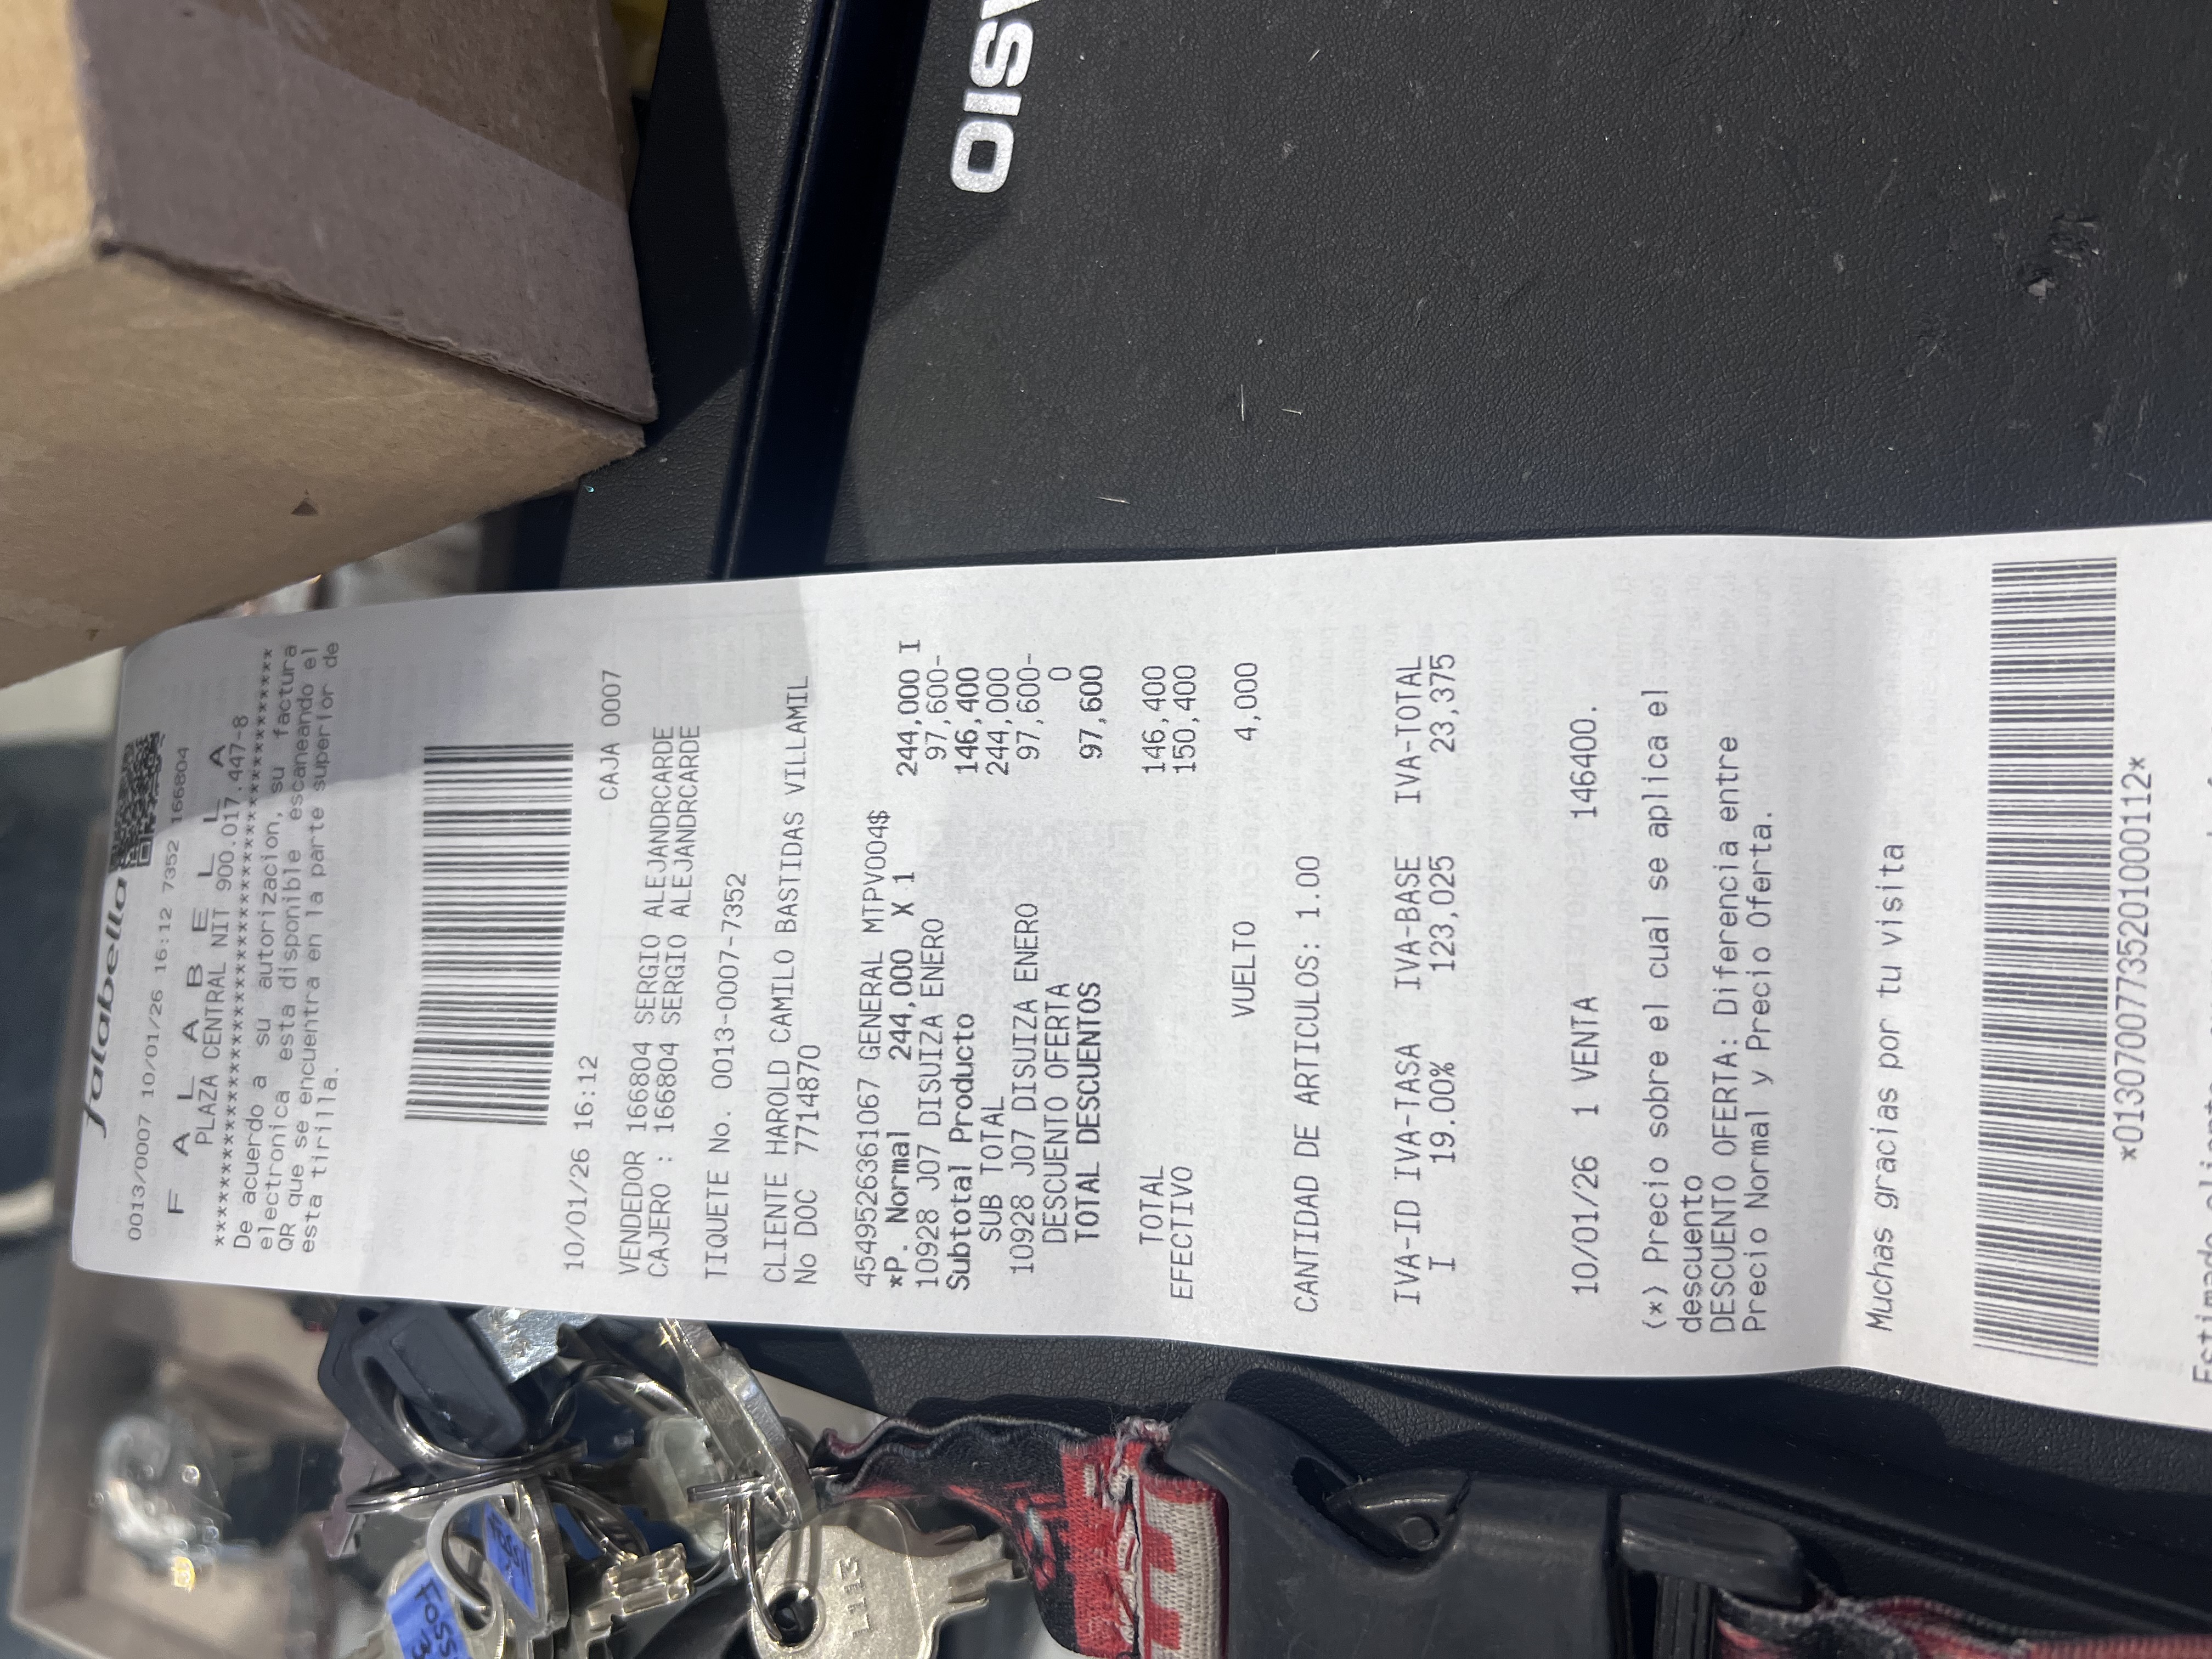 falabella
0013/0007 10/01/26 16:12 7352 166804
F A L A B E L L A
PLAZA CENTRAL NIT 900.017.447-8
****************************************
De acuerdo a su autorizacion, su factura
electronica esta disponible escaneando el
QR que se encuentra en la parte superior de
esta tirilla.
10/01/26 16:12 CAJA 0007
VENDEDOR 166804 SERGIO ALEJANDRCARDE
CAJERO : 166804 SERGIO ALEJANDRCARDE
TIQUETE No. 0013-0007-7352
CLIENTE HAROLD CAMILO BASTIDAS VILLAMIL
No DOC 77714870
4549526361067 GENERAL MTPV004$
*P. Normal 244,000 X 1 244,000 I
10928 J07 DISUIZA ENERO 97,600-
Subtotal Producto 146,400
SUB TOTAL 244,000
10928 J07 DISUIZA ENERO 97,600-
DESCUENTO OFERTA 0
TOTAL DESCUENTOS 97,600
TOTAL 146,400
EFECTIVO 150,400
VUELTO 4,000
CANTIDAD DE ARTICULOS: 1.00
IVA-ID IVA-TASA IVA-BASE IVA-TOTAL
I 19.00% 123,025 23,375
10/01/26 1 VENTA 146400.
(*) Precio sobre el cual se aplica el
descuento
DESCUENTO OFERTA: Diferencia entre
Precio Normal y Precio Oferta.
Muchas gracias por tu visita
*013070077352010000112*
L113